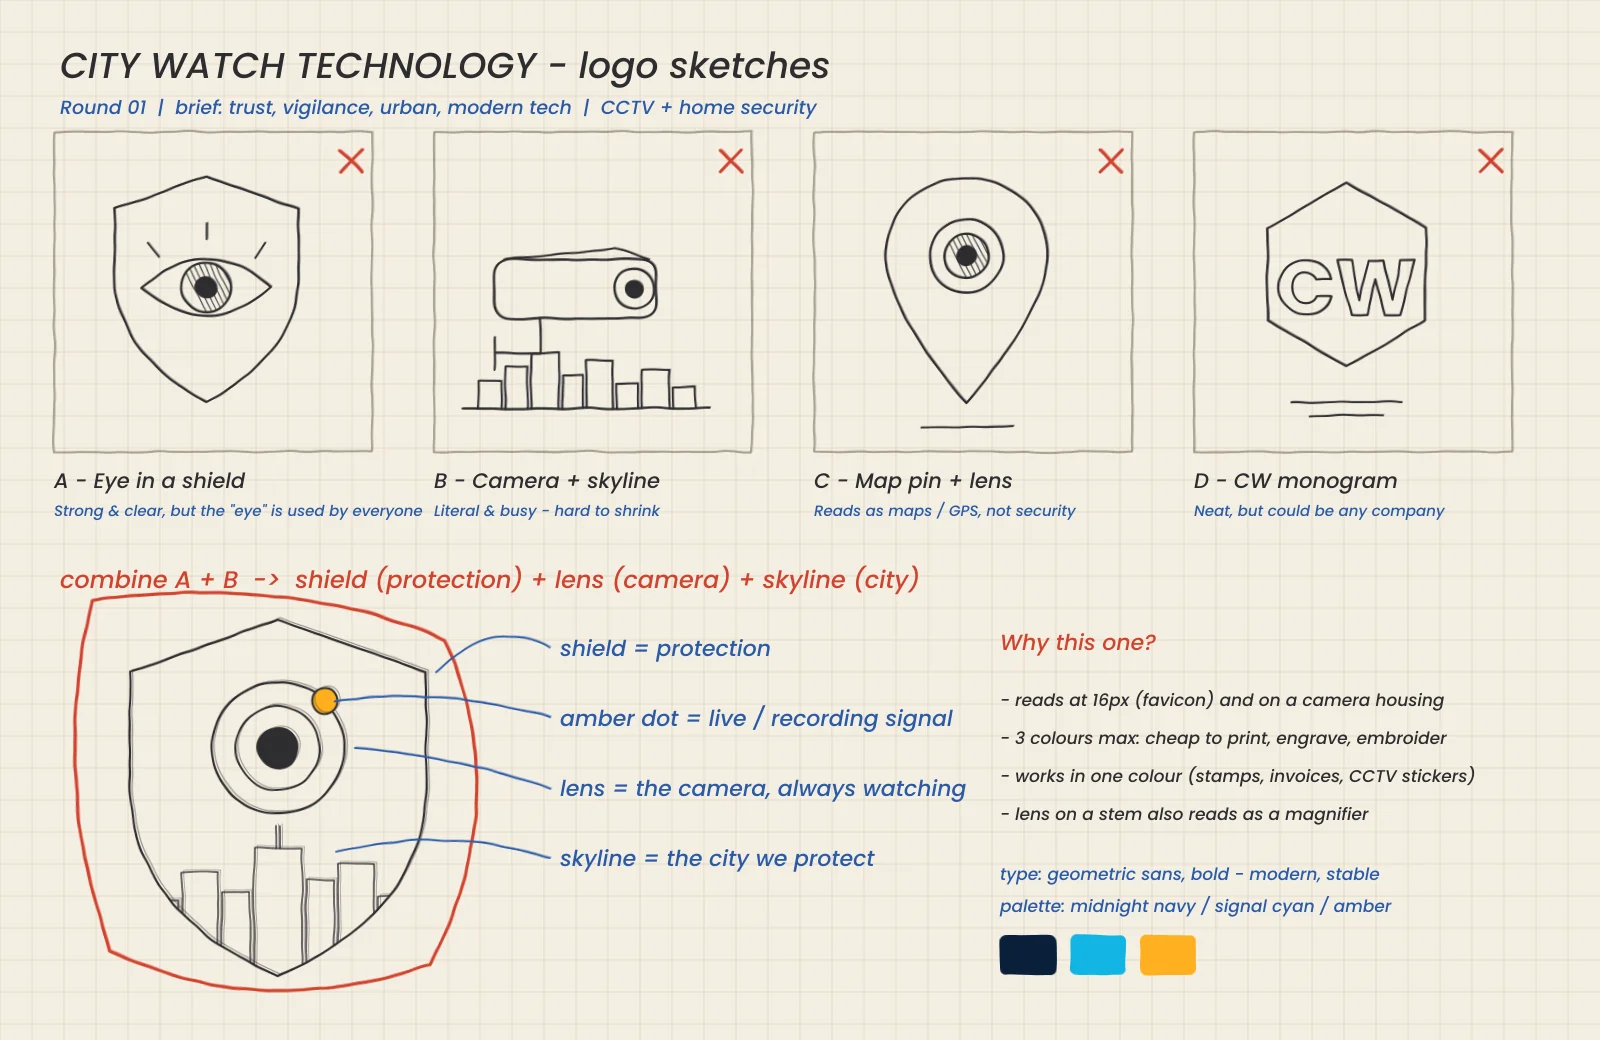 CITY WATCH TECHNOLOGY - logo sketches
Round 01 | brief: trust, vigilance, urban, modern tech | CCTV + home security
CW
A - Eye in a shield
Strong & clear, but the "eye" is used by everyone
B - Camera + skyline
Literal & busy - hard to shrink
C - Map pin + lens
Reads as maps / GPS, not security
D - CW monogram
Neat, but could be any company
combine A + B -> shield (protection) + lens (camera) + skyline (city)
shield = protection
amber dot = live / recording signal
lens = the camera, always watching
skyline = the city we protect
Why this one?
- reads at 16px (favicon) and on a camera housing
- 3 colours max: cheap to print, engrave, embroider
- works in one colour (stamps, invoices, CCTV stickers)
- lens on a stem also reads as a magnifier
type: geometric sans, bold - modern, stable
palette: midnight navy / signal cyan / amber